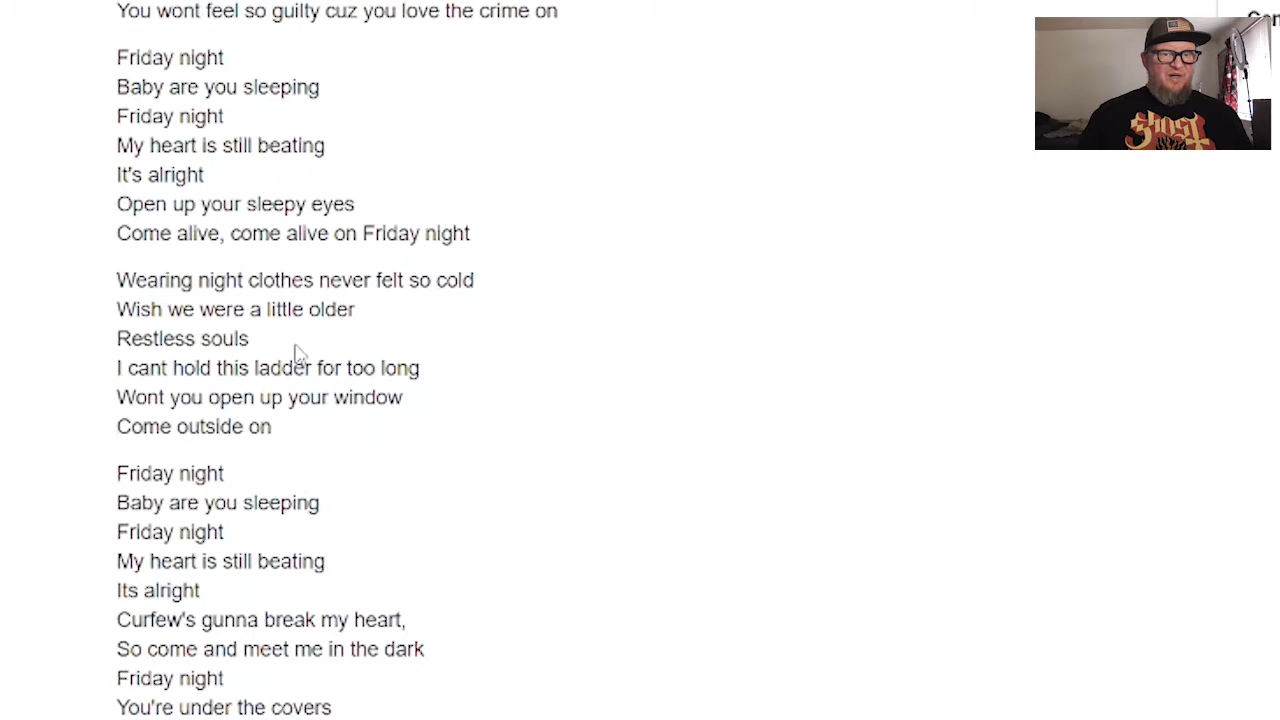 You wont feel so guilty cuz you love the crime on
Friday night
Baby are you sleeping
Friday night
My heart is still beating
It's alright
Open up your sleepy eyes
Come alive, come alive on Friday night
Wearing night clothes never felt so cold
Wish we were a little older
Restless souls
I cant hold this ladder for too long
Wont you open up your window
Come outside on
Friday night
Baby are you sleeping
Friday night
My heart is still beating
Its alright
Curfew's gunna break my heart,
So come and meet me in the dark
Friday night
You're under the covers
Ghost